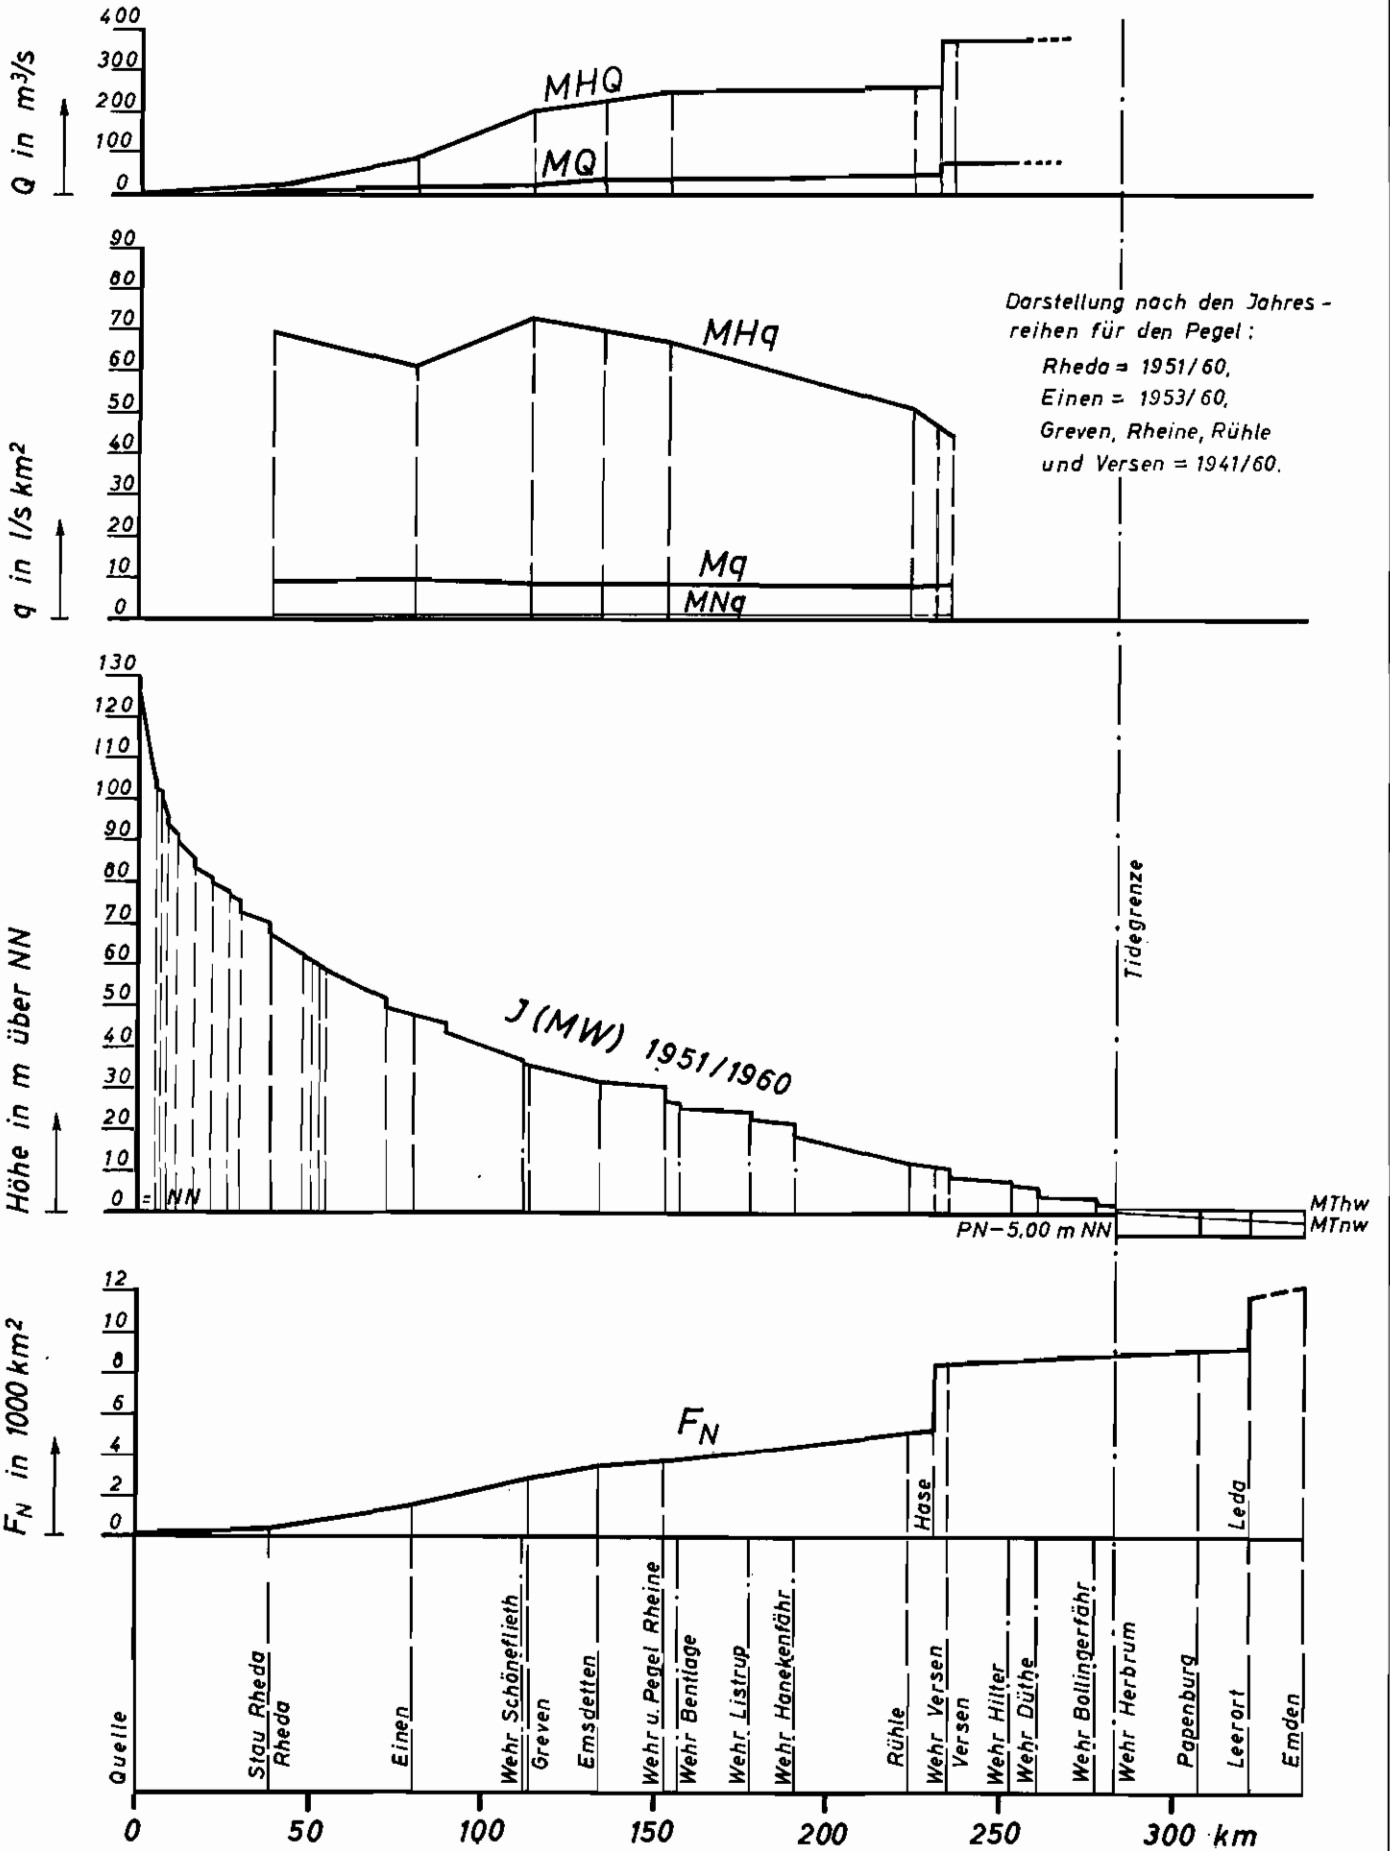 Q in m³/s
400
300
200
100
0
MHQ
MQ
q in l/s km²
90
80
70
60
50
40
30
20
10
0
MHq
Mq
MNq
Darstellung nach den Jahres-
reihen für den Pegel:
Rheda = 1951/60,
Einen = 1953/60,
Greven, Rheine, Rühle
und Versen = 1941/60.
Höhe in m über NN
130
120
110
100
90
80
70
60
50
40
30
20
10
0 = NN
J (MW) 1951/1960
Tidegrenze
MThw
MTnw
PN-5,00 m NN
F_N in 1000 km²
12
10
8
6
4
2
0
F_N
Hase
Leda
Quelle
Stau Rheda
Rheda
Einen
Wehr Schöneflieth
Greven
Emsdetten
Wehr u. Pegel Rheine
Wehr Bentlage
Wehr Listrup
Wehr Hanekenfähr
Rühle
Wehr Versen
Versen
Wehr Hilter
Wehr Düthe
Wehr Bollingerfähr
Wehr Herbrum
Papenburg
Leerort
Emden
0 50 100 150 200 250 300 km